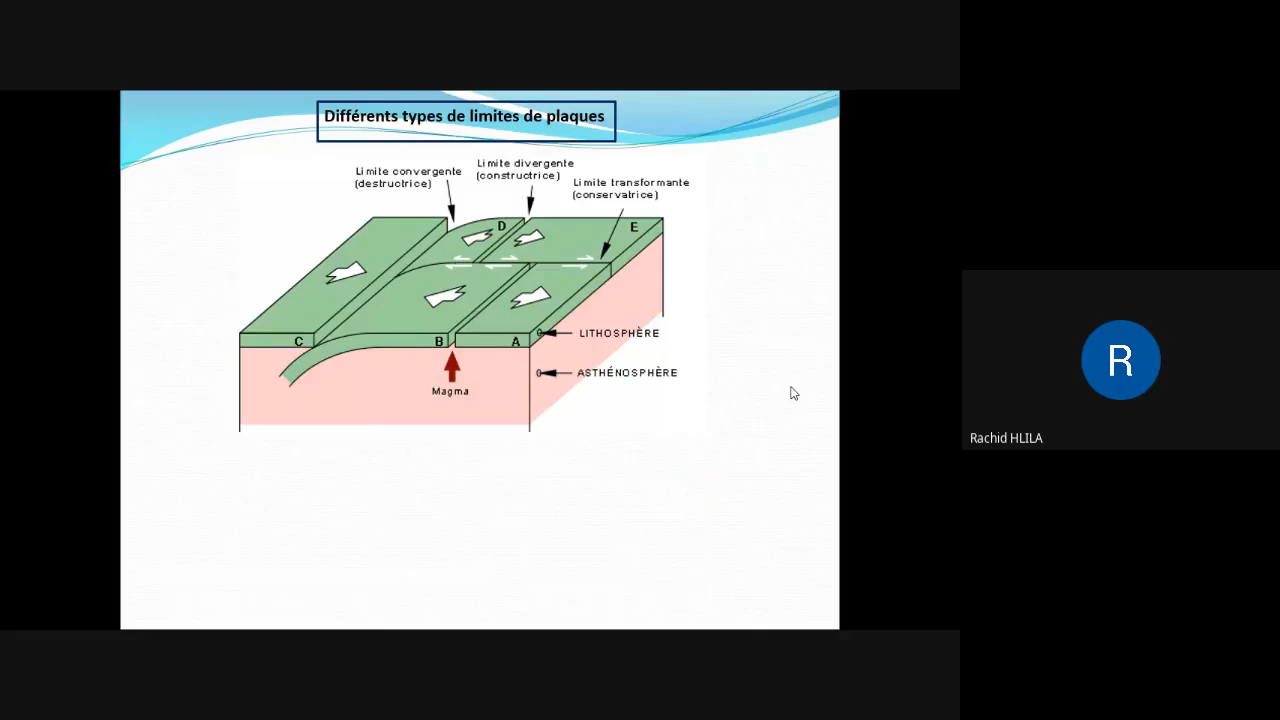 Différents types de limites de plaques
Limite convergente
(destructrice)
Limite divergente
(constructrice)
Limite transformante
(conservatrice)
D
E
C
B
A
LITHOSPHÈRE
ASTHÉNOSPHÈRE
Magma
R
Rachid HLILA